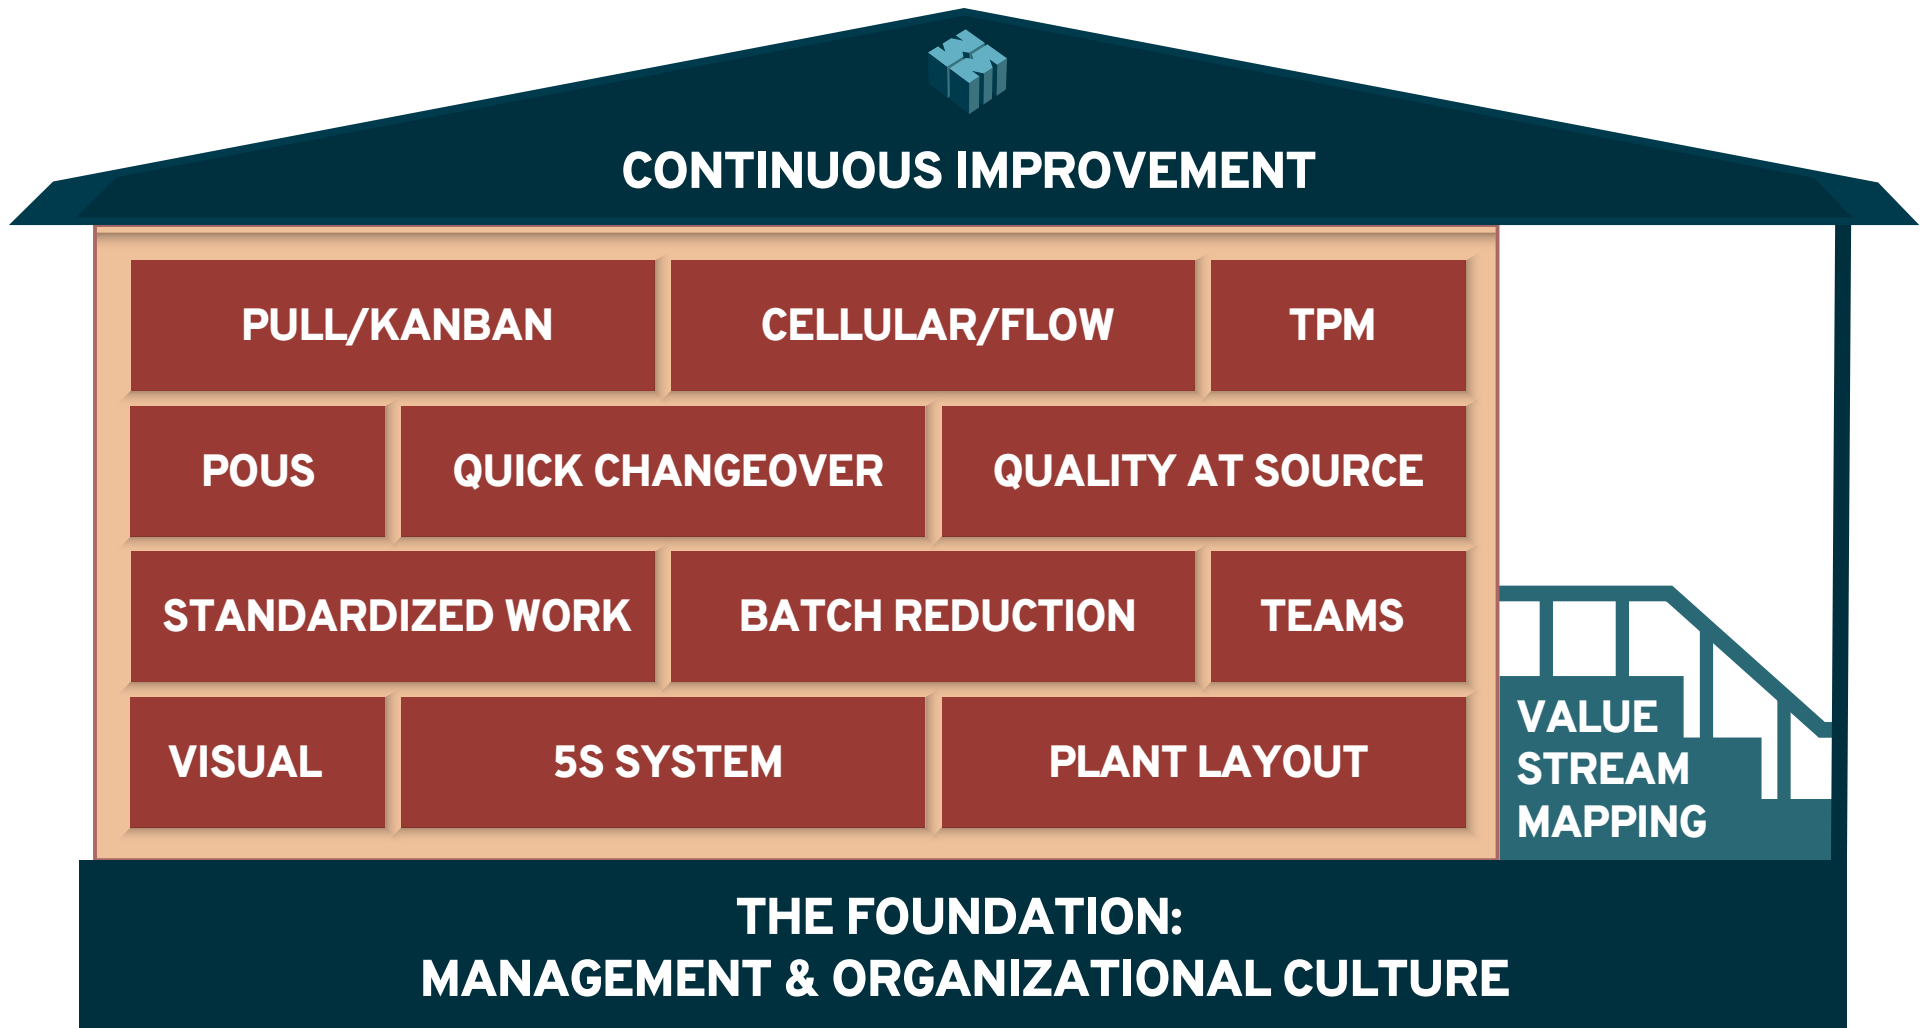 CONTINUOUS IMPROVEMENT
PULL/KANBAN
CELLULAR/FLOW
TPM
POUS
QUICK CHANGEOVER
QUALITY AT SOURCE
STANDARDIZED WORK
BATCH REDUCTION
TEAMS
VISUAL
5S SYSTEM
PLANT LAYOUT
VALUE
STREAM
MAPPING
THE FOUNDATION:
MANAGEMENT & ORGANIZATIONAL CULTURE